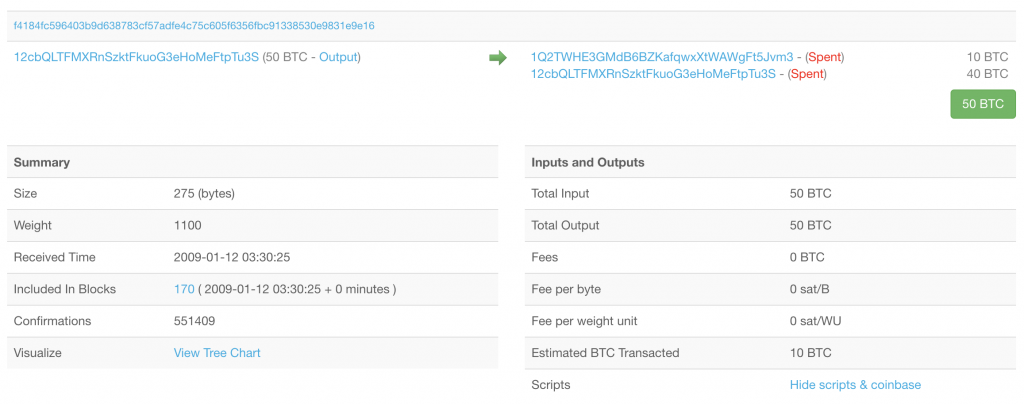 f4184fc596403b9d638783cf57adfe4c75c605f6356fbc91338530e9831e9e16
12cbQLTFMXRnSzktFkuoG3eHoMeFtpTu3S (50 BTC - Output)
1Q2TWHE3GMdB6BZKafqwxXtWAWgFt5Jvm3 - (Spent) 10 BTC
12cbQLTFMXRnSzktFkuoG3eHoMeFtpTu3S - (Spent) 40 BTC
50 BTC
Summary
Size 275 (bytes)
Weight 1100
Received Time 2009-01-12 03:30:25
Included In Blocks 170 ( 2009-01-12 03:30:25 + 0 minutes )
Confirmations 551409
Visualize View Tree Chart
Inputs and Outputs
Total Input 50 BTC
Total Output 50 BTC
Fees 0 BTC
Fee per byte 0 sat/B
Fee per weight unit 0 sat/WU
Estimated BTC Transacted 10 BTC
Scripts Hide scripts & coinbase